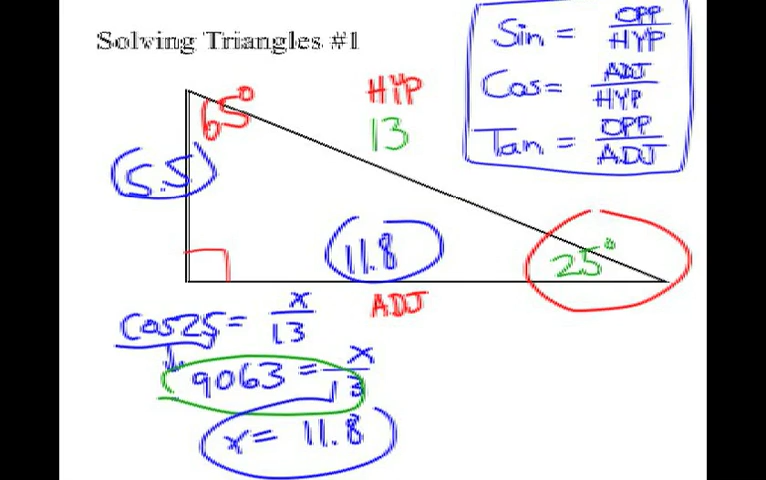 Solving Triangles #1
Sin = OPP/HYP
Cos= ADJ/HYP
Tan = OPP/ADJ
65°
HYP
13
5.5
11.8
25°
ADJ
Cos25 = x/13
9063 = x/13
x = 11.8